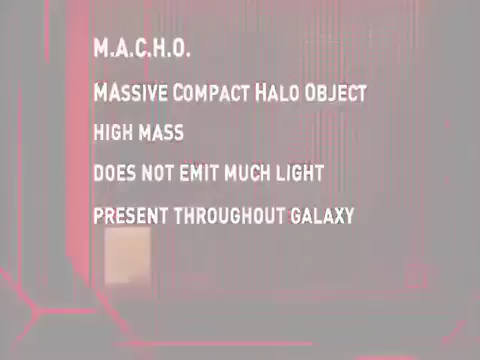 M.A.C.H.O.
MASSIVE COMPACT HALO OBJECT
HIGH MASS
DOES NOT EMIT MUCH LIGHT
PRESENT THROUGHOUT GALAXY